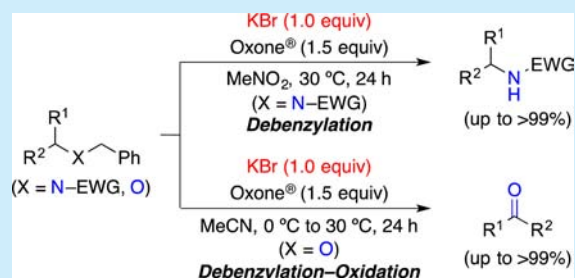 KBr (1.0 equiv)
Oxone® (1.5 equiv)
MeNO₂, 30 ºC, 24 h
(X = N–EWG)
Debenzylation
R¹
R²
N
H
EWG
(up to >99%)
R¹
R²
X
Ph
(X = N–EWG, O)
KBr (1.0 equiv)
Oxone® (1.5 equiv)
MeCN, 0 ºC to 30 ºC, 24 h
(X = O)
Debenzylation–Oxidation
O
R¹ R²
(up to >99%)